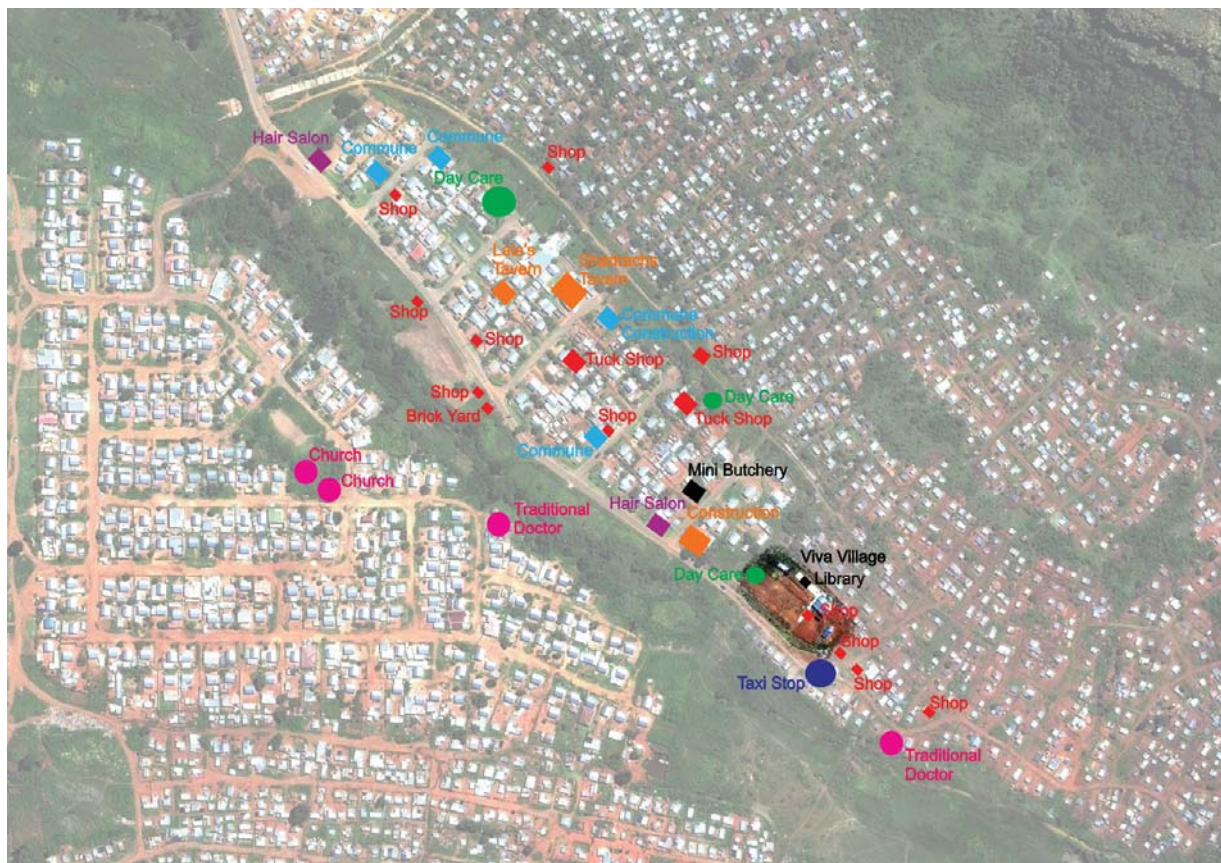 Hair Salon
Commune
Commune
Shop
Day Care
Shop
Lala's
Tavern
Shadrachs
Tavern
Shop
Commune
Construction
Shop
Tuck Shop
Shop
Shop
Brick Yard
Day Care
Tuck Shop
Shop
Commune
Church
Church
Mini Butchery
Traditional
Doctor
Hair Salon
Construction
Day Care
Viva Village
Library
Shop
Shop
Taxi Stop
Shop
Shop
Traditional
Doctor